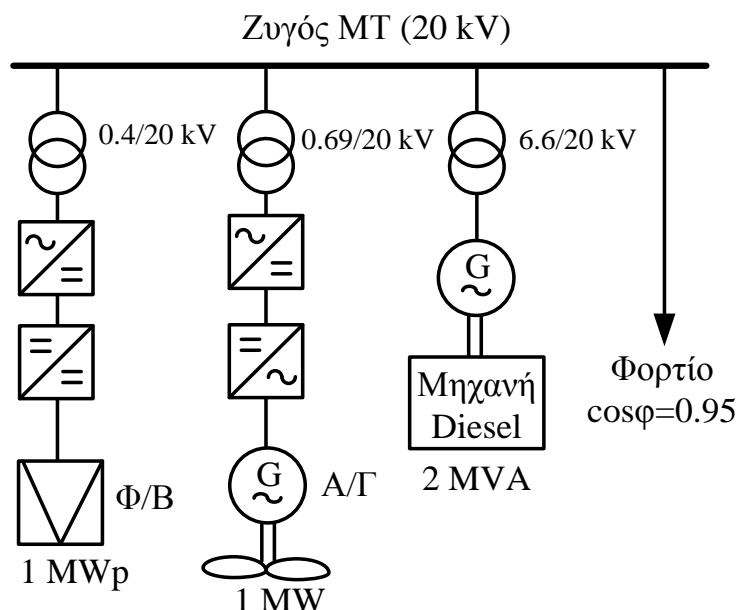 Ζυγός ΜΤ (20 kV)
0.4/20 kV
0.69/20 kV
6.6/20 kV
G
Μηχανή
Diesel
2 MVA
Φορτίο
cosφ=0.95
Φ/Β
1 MWp
G
Α/Γ
1 MW